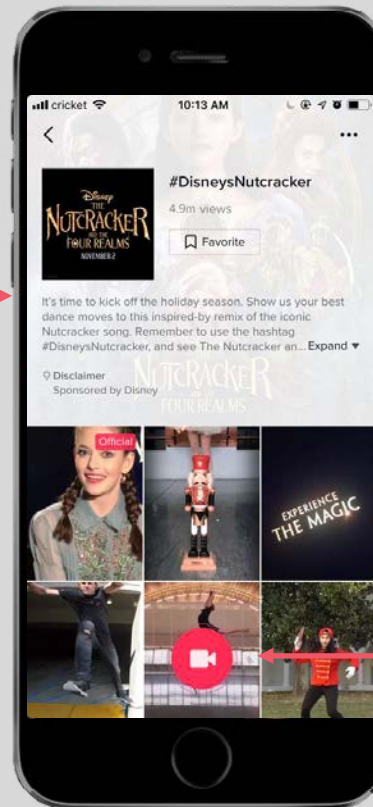 cricket
10:13 AM
#DisneysNutcracker
4.9m views
Favorite
Disney
THE
NUTCRACKER
AND THE
FOUR REALMS
NOVEMBER 2
It's time to kick off the holiday season. Show us your best
dance moves to this inspired-by remix of the iconic
Nutcracker song. Remember to use the hashtag
#DisneysNutcracker, and see The Nutcracker an... Expand
Disclaimer
Sponsored by Disney
NUTCRACKER
FOUR REALMS
Official
EXPERIENCE
THE MAGIC